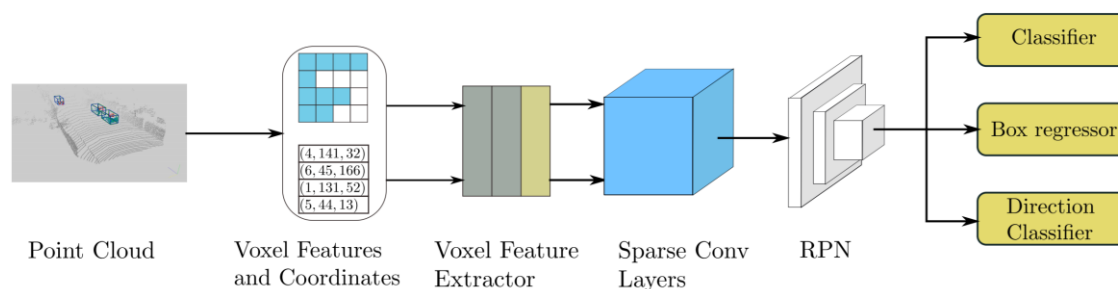 Classifier
Box regressor
Direction
Classifier
(4, 141, 32)
(6, 45, 166)
(1, 131, 52)
(5, 44, 13)
Point Cloud
Voxel Features
and Coordinates
Voxel Feature
Extractor
Sparse Conv
Layers
RPN